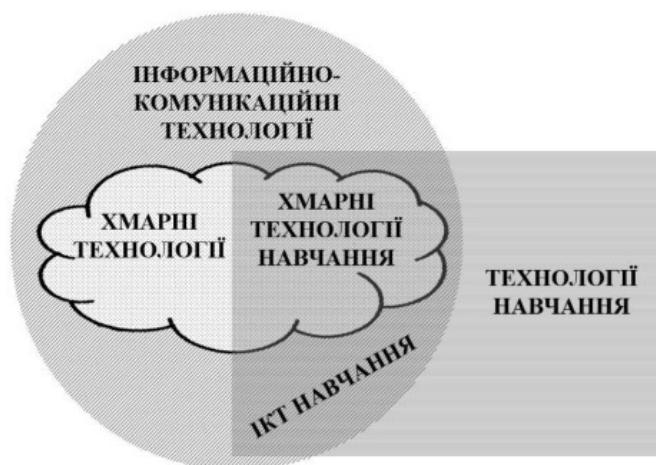 ІНФОРМАЦІЙНО-
КОМУНІКАЦІЙНІ
ТЕХНОЛОГІЇ
ХМАРНІ
ТЕХНОЛОГІЇ
ХМАРНІ
ТЕХНОЛОГІЇ
НАВЧАННЯ
ТЕХНОЛОГІЇ
НАВЧАННЯ
ІКТ НАВЧАННЯ